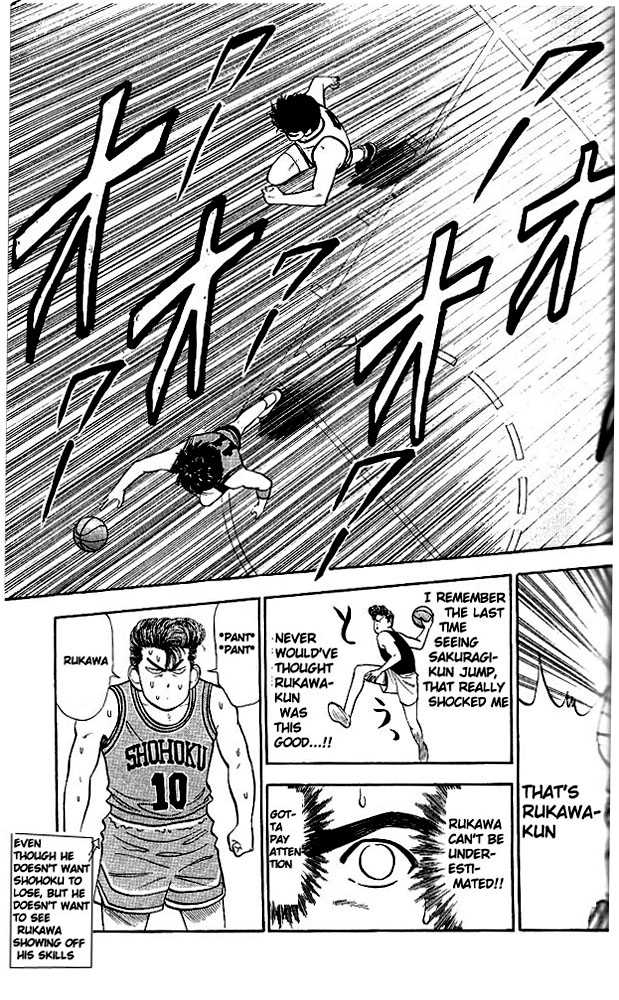 オ
オ
オ
オ
THAT'S
RUKAWA-
KUN
I REMEMBER
THE LAST
TIME
SEEING
SAKURAGI-
KUN JUMP,
THAT REALLY
SHOCKED ME
とうっ
NEVER
WOULD'VE
THOUGHT
RUKAWA-
KUN
WAS
THIS
GOOD...!!
RUKAWA
CAN'T BE
UNDER-
ESTI-
MATED!!
GOT-
TA
PAY
ATTEN
TION
*PANT*
*PANT*
RUKAWA
SHOHOKU
10
EVEN
THOUGH HE
DOESN'T WANT
SHOHOKU TO
LOSE, BUT HE
DOESN'T WANT
TO SEE
RUKAWA
SHOWING OFF
HIS SKILLS